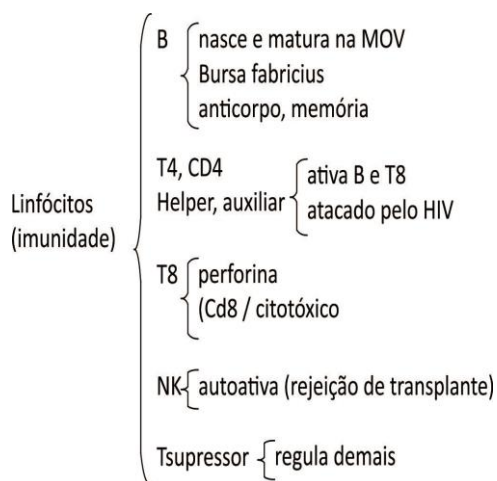 Linfócitos
(imunidade)
B
nasce e matura na MOV
Bursa fabricius
anticorpo, memória
T4, CD4
Helper, auxiliar
ativa B e T8
atacado pelo HIV
T8
perforina
(Cd8 / citotóxico
NK
autoativa (rejeição de transplante)
Tsupressor
regula demais